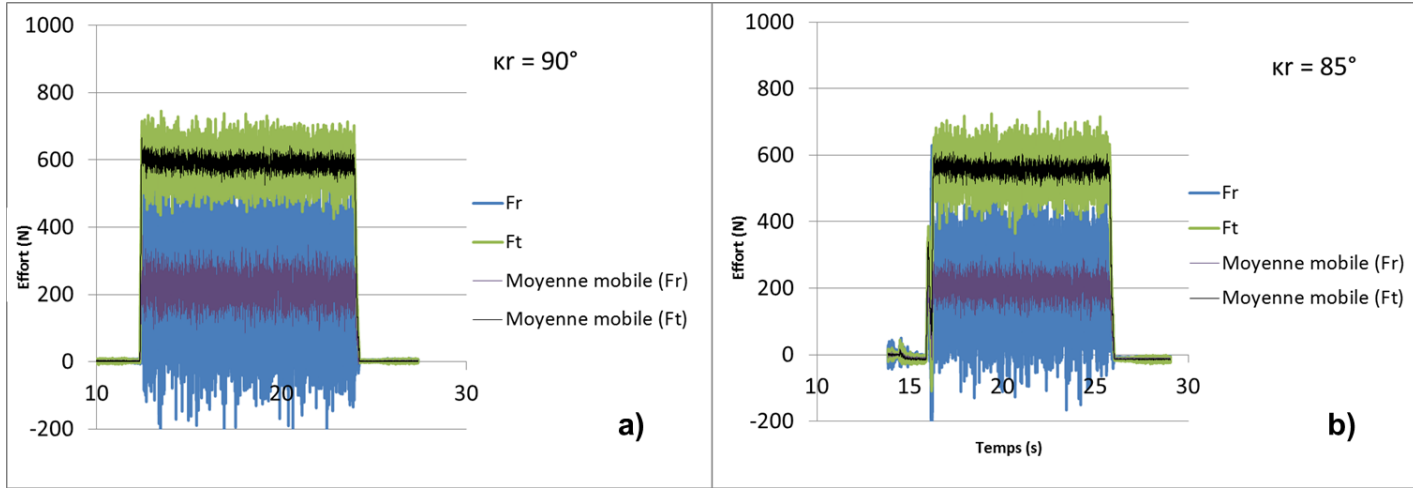 1000
800
600
400
200
0
-200
10
20
30
Effort (N)
κr = 90°
Fr
Ft
Moyenne mobile (Fr)
Moyenne mobile (Ft)
a)
1000
800
600
400
200
0
-200
10
15
20
25
30
Effort (N)
Temps (s)
κr = 85°
Fr
Ft
Moyenne mobile (Fr)
Moyenne mobile (Ft)
b)